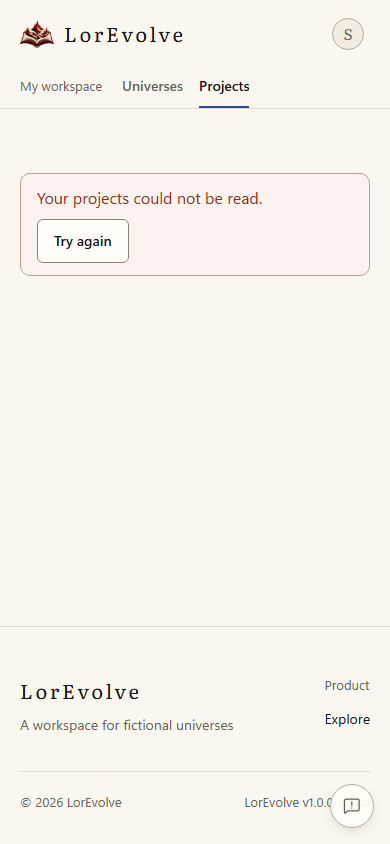 LorEvolve
S
My workspace
Universes
Projects
Your projects could not be read.
Try again
LorEvolve
A workspace for fictional universes
Product
Explore
© 2026 LorEvolve
LorEvolve v1.0.0